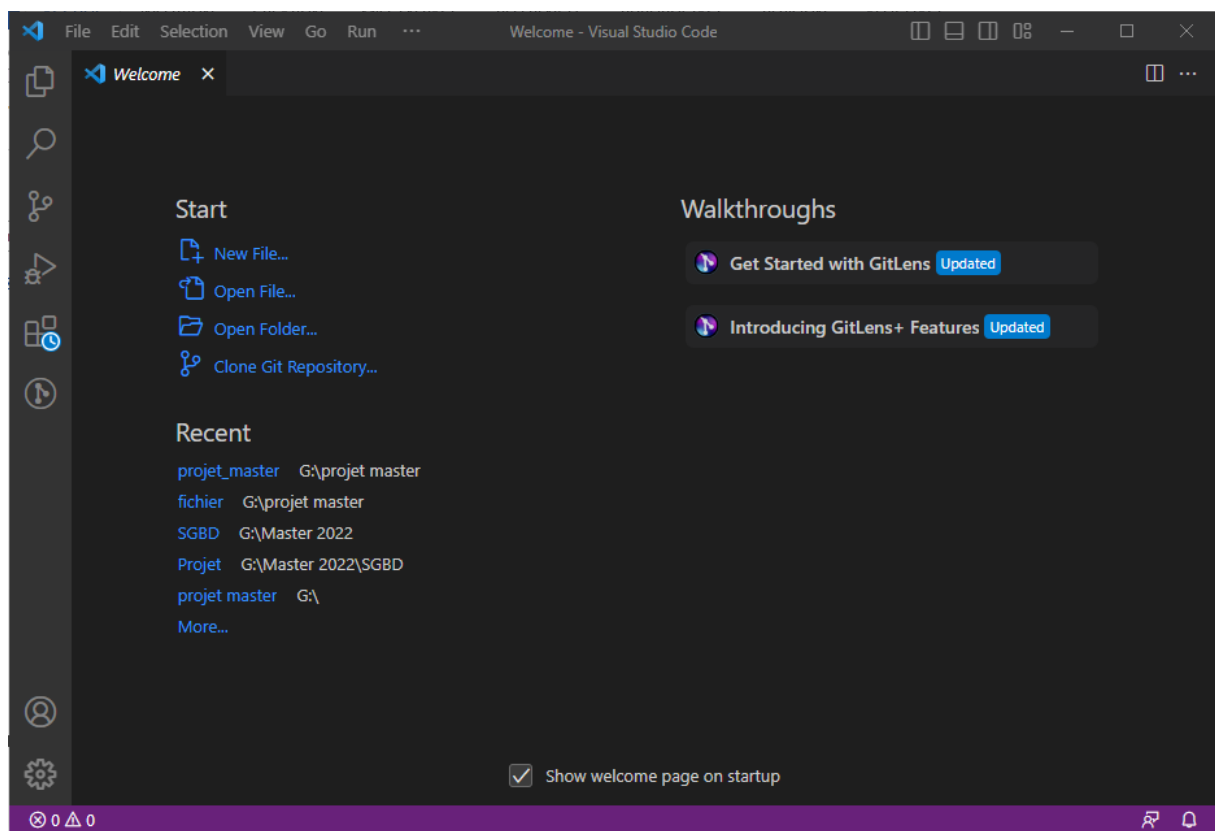 File Edit Selection View Go Run ··· Welcome - Visual Studio Code
Welcome
Start
New File...
Open File...
Open Folder...
Clone Git Repository...
Recent
projet_master G:\projet master
fichier G:\projet master
SGBD G:\Master 2022
Projet G:\Master 2022\SGBD
projet master G:\
More...
Walkthroughs
Get Started with GitLens Updated
Introducing GitLens+ Features Updated
Show welcome page on startup
0 0